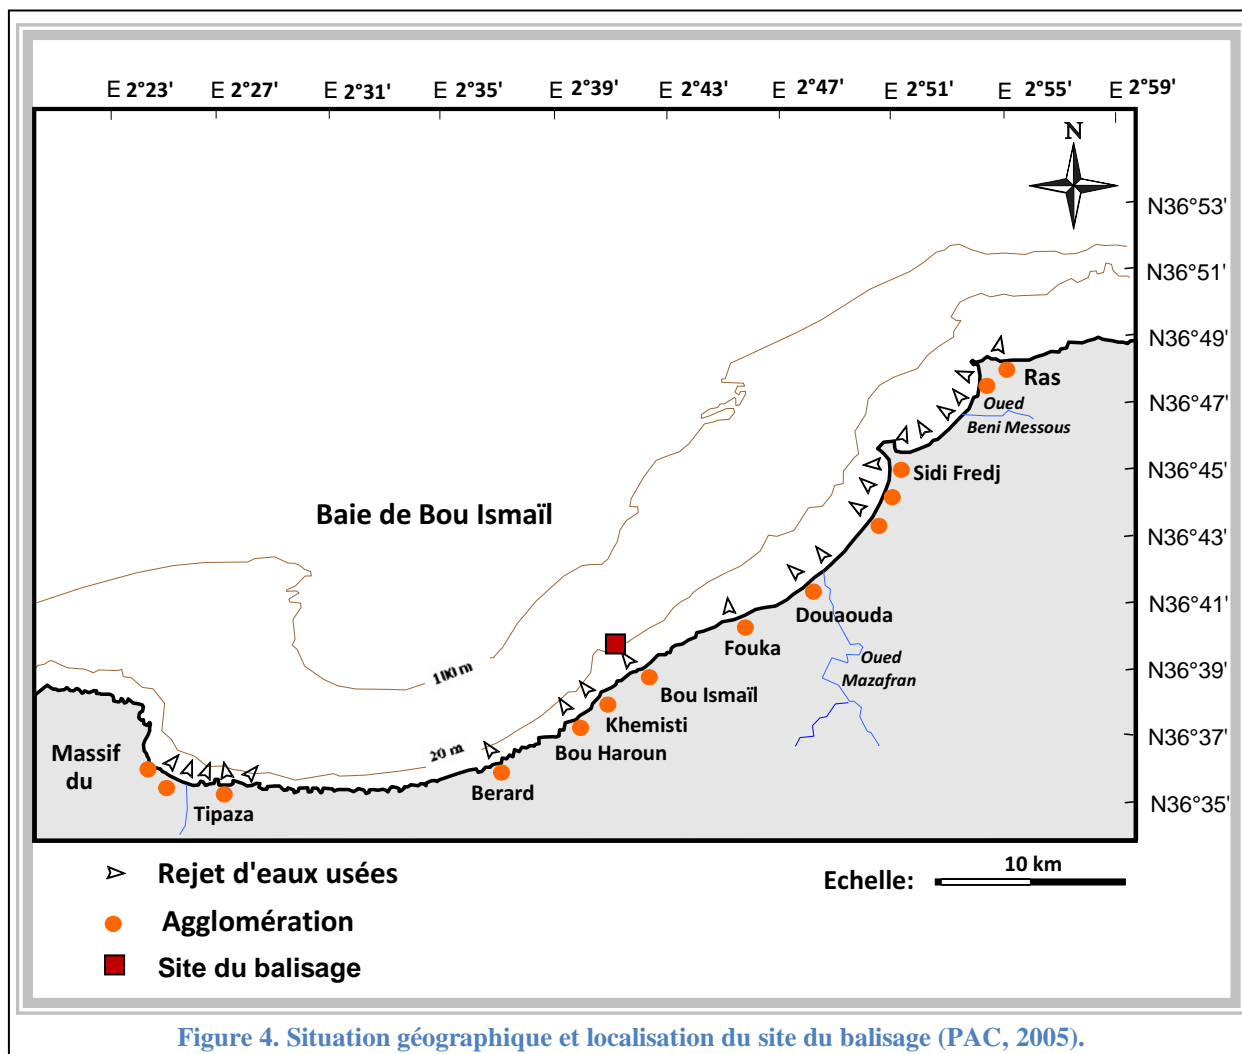 E 2°23' E 2°27' E 2°31' E 2°35' E 2°39' E 2°43' E 2°47' E 2°51' E 2°55' E 2°59'
N
N36°53'
N36°51'
N36°49'
Ras
N36°47'
Oued
Beni Messous
N36°45'
Sidi Fredj
Baie de Bou Ismaïl
N36°43'
N36°41'
Douaouda
Fouka
Oued
Mazafran
N36°39'
100 m
Bou Ismaïl
Khemisti
N36°37'
Bou Haroun
20 m
Massif
du
Berard
N36°35'
Tipaza
Rejet d'eaux usées
Agglomération
Site du balisage
Echelle:
10 km
Figure 4. Situation géographique et localisation du site du balisage (PAC, 2005).